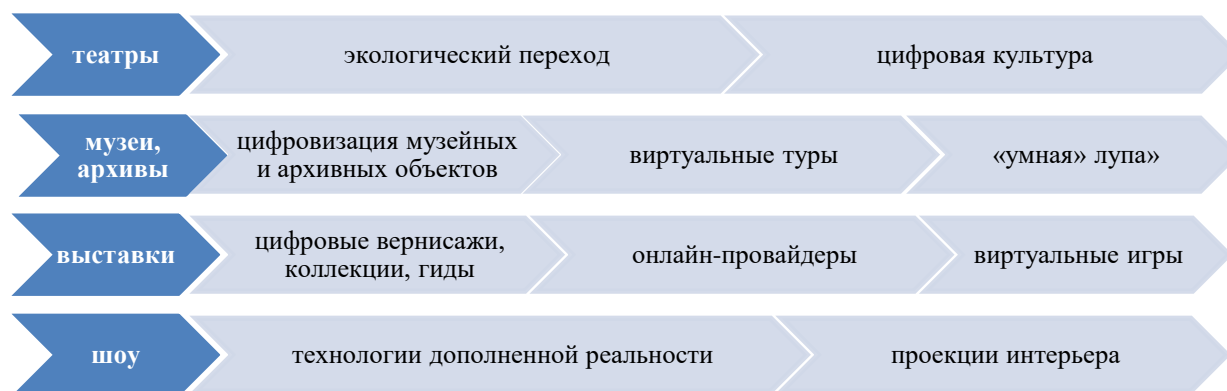 театры
экологический переход
цифровая культура
музеи,
архивы
цифровизация музейных
и архивных объектов
виртуальные туры
«умная» лупа»
выставки
цифровые вернисажи,
коллекции, гиды
онлайн-провайдеры
виртуальные игры
шоу
технологии дополненной реальности
проекции интерьера